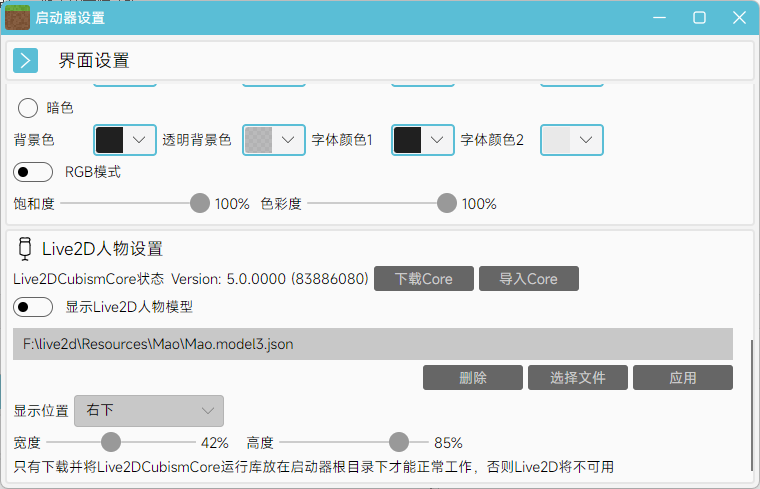 启动器设置
界面设置
暗色
背景色 透明背景色 字体颜色1 字体颜色2
RGB模式
饱和度 100% 色彩度 100%
Live2D人物设置
Live2DCubismCore状态 Version: 5.0.0000 (83886080) 下载Core 导入Core
显示Live2D人物模型
F:\live2d\Resources\Mao\Mao.model3.json
删除 选择文件 应用
显示位置 右下
宽度 42% 高度 85%
只有下载并将Live2DCubismCore运行库放在启动器根目录下才能正常工作，否则Live2D将不可用